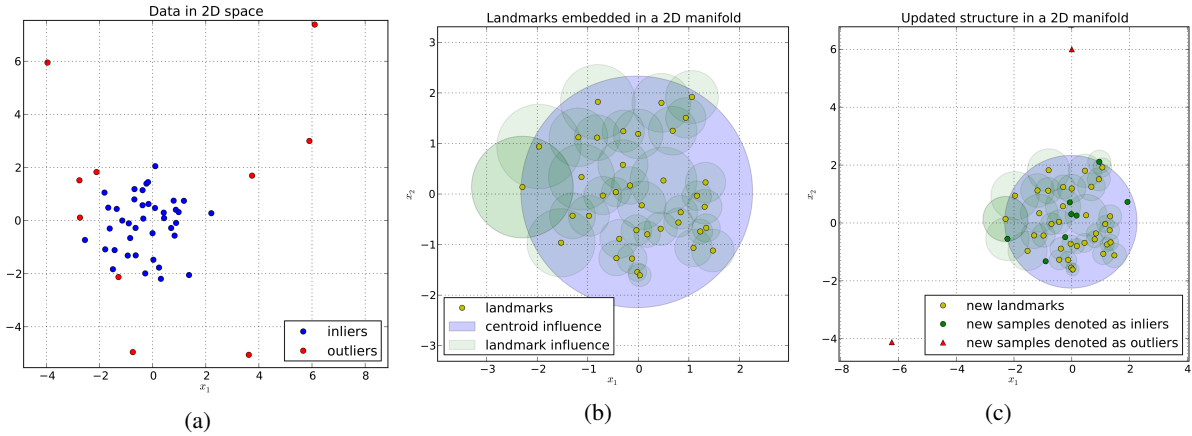 Data in 2D space
6
4
2
0
−2
−4
−4
−2
0
2
4
6
8
x1
inliers
outliers
(a)
Landmarks embedded in a 2D manifold
x2
3
2
1
0
−1
−2
−3
−3
−2
−1
0
1
2
x1
landmarks
centroid influence
landmark influence
(b)
Updated structure in a 2D manifold
x2
6
4
2
0
−2
−4
−8
−6
−4
−2
0
2
4
x1
new landmarks
new samples denoted as inliers
new samples denoted as outliers
(c)